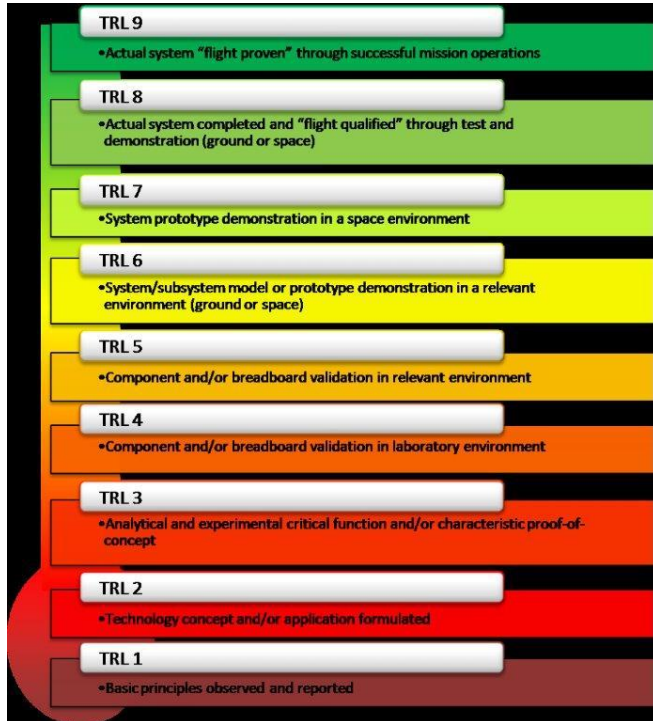 TRL 9
•Actual system “flight proven” through successful mission operations
TRL 8
•Actual system completed and “flight qualified” through test and
demonstration (ground or space)
TRL 7
•System prototype demonstration in a space environment
TRL 6
•System/subsystem model or prototype demonstration in a relevant
environment (ground or space)
TRL 5
•Component and/or breadboard validation in relevant environment
TRL 4
•Component and/or breadboard validation in laboratory environment
TRL 3
•Analytical and experimental critical function and/or characteristic proof-of-
concept
TRL 2
•Technology concept and/or application formulated
TRL 1
•Basic principles observed and reported